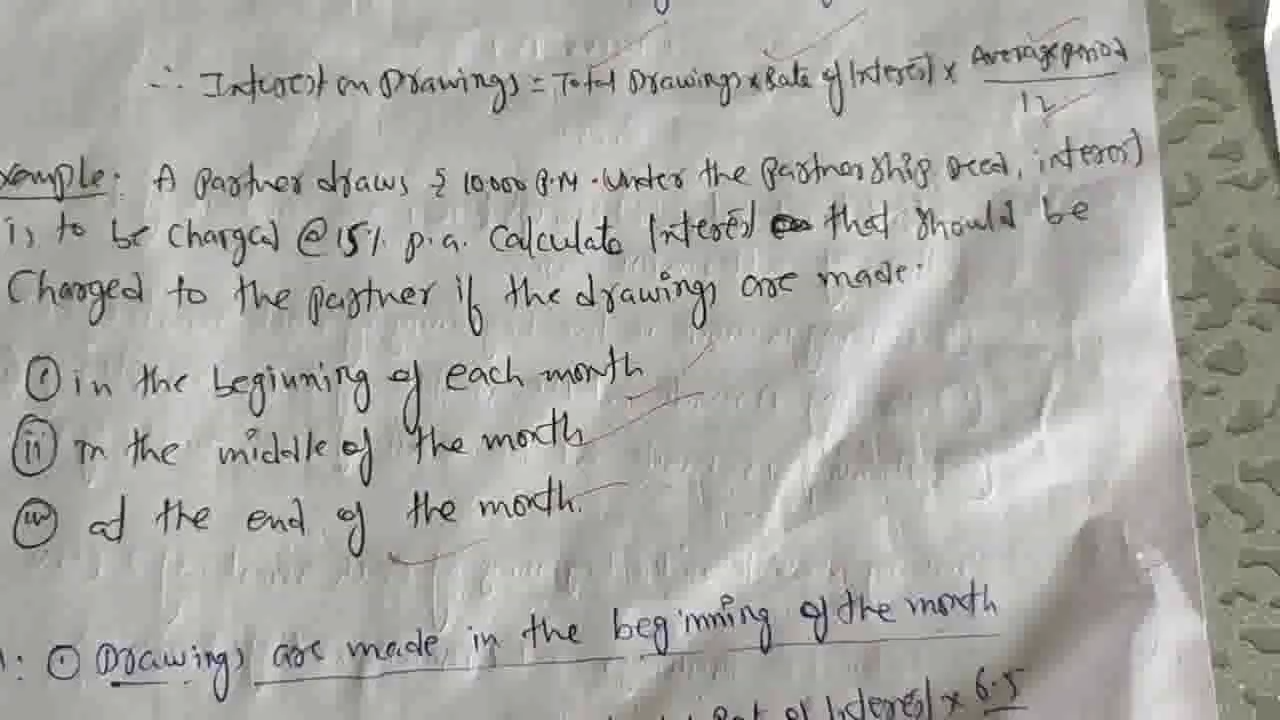 ∴ Interest on Drawings = Total Drawings × Rate of Interest × Average period
12
xample: A Partner draws ₹ 10,000 P.M. Under the partnership Deed, interest
is to be charged @ 15% p.a. Calculate Interest that should be
Charged to the partner if the drawings are made:
(i) in the beginning of each month
(ii) in the middle of the month
(iii) at the end of the month.
: (i) Drawings are made in the beginning of the month
of Interest × 6.5